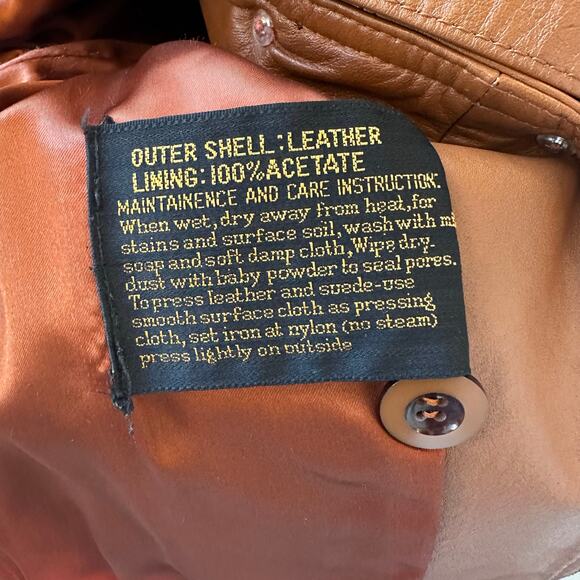 OUTER SHELL:LEATHER
LINING:100%ACETATE
MAINTAINENCE AND CARE INSTRUCTION.
When wet, dry away from heat, for
stains and surface soil, wash with mi
soap and soft damp cloth, Wipe dry.
dust with baby powder to seal pores.
To press leather and suede-use
smooth surface cloth as pressing
cloth, set iron at nylon (no steam)
press lightly on outside